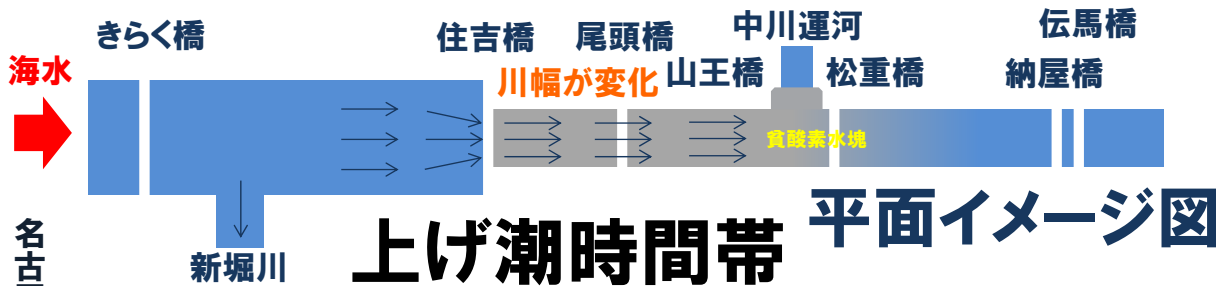 きらく橋
海水
住吉橋
尾頭橋
川幅が変化
山王橋
中川運河
松重橋
伝馬橋
納屋橋
貧酸素水塊
新堀川
上げ潮時間帯
平面イメージ図
名古